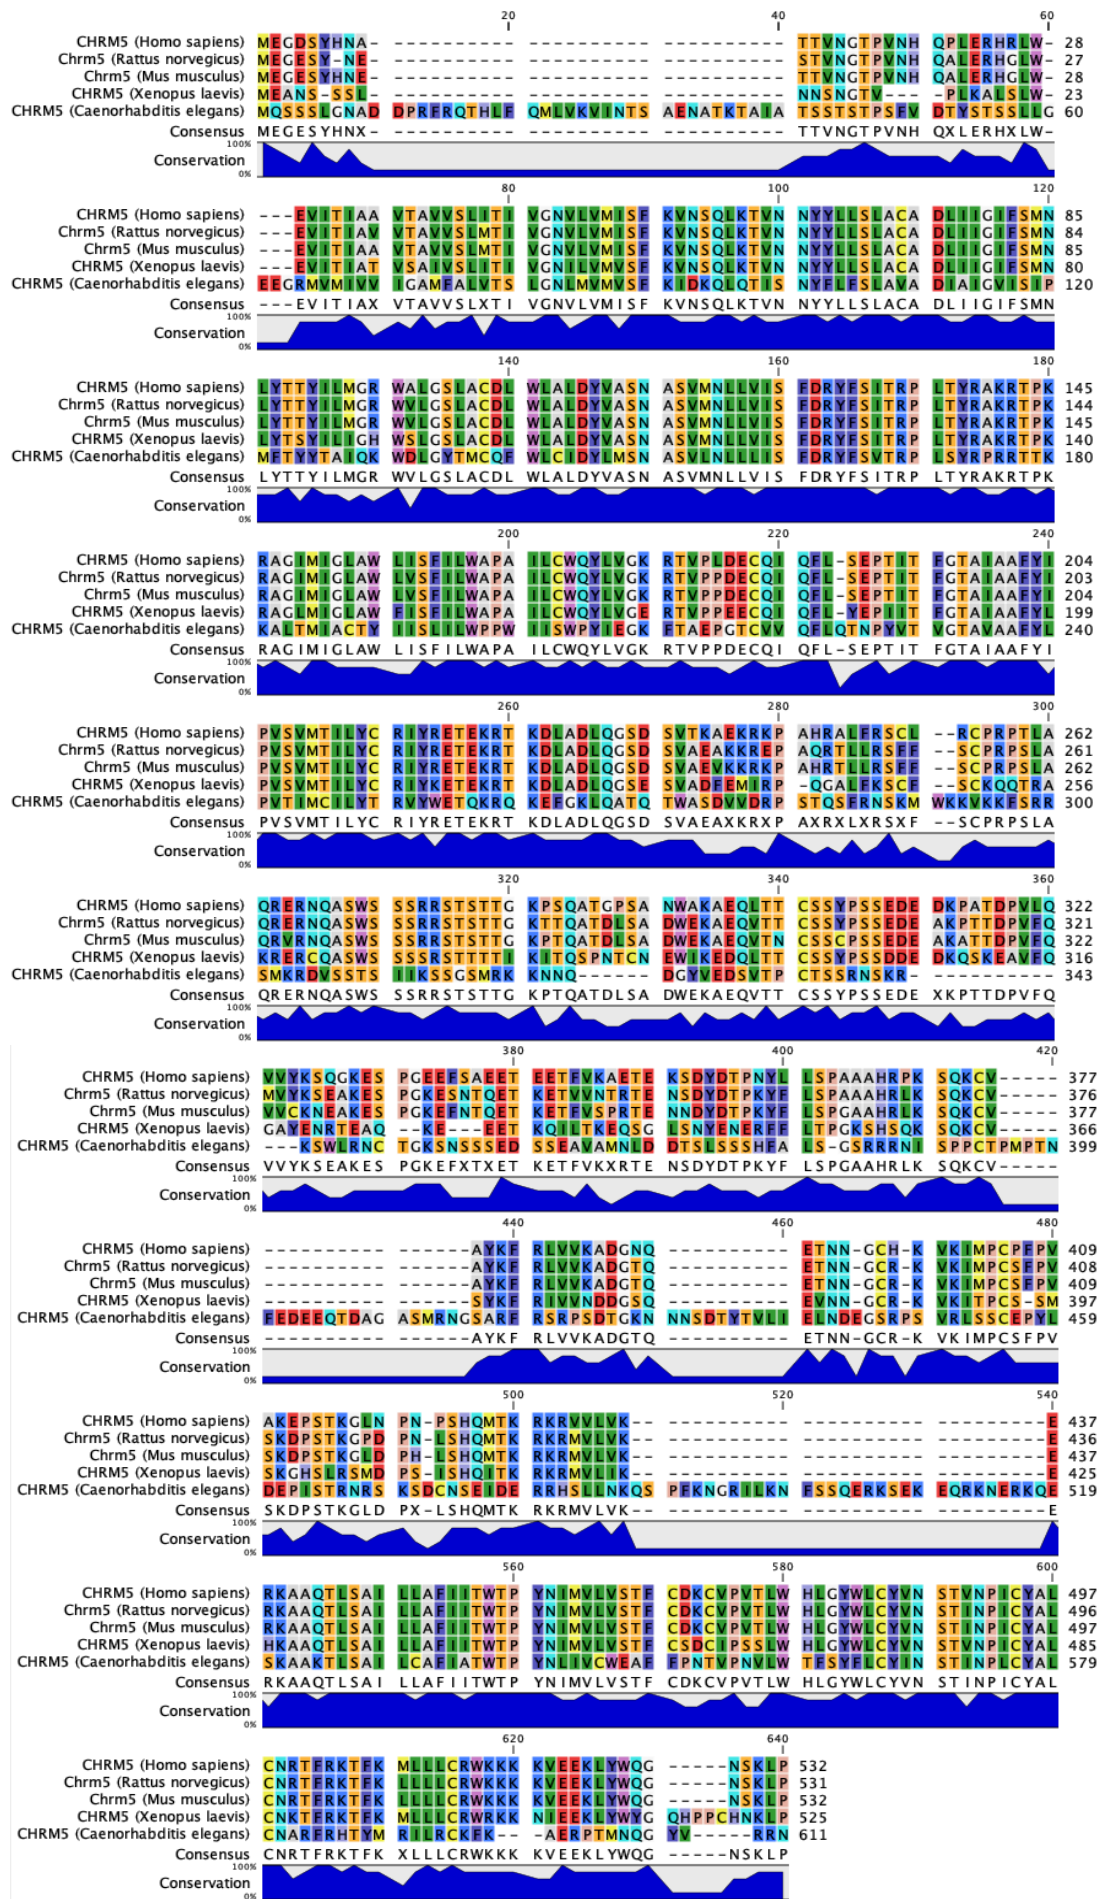 20 40 60
CHRM5 (Homo sapiens) MEGDSYHNA- ---------- ---------- ---------- TTVNGTPVNH QPLERHRLW- 28
Chrm5 (Rattus norvegicus) MEGESY-NE- ---------- ---------- ---------- STVNGTPVNH QALERHGLW- 27
Chrm5 (Mus musculus) MEGESYHNE- ---------- ---------- ---------- TTVNGTPVNH QALERHGLW- 28
CHRM5 (Xenopus laevis) MEANS-SSL- ---------- ---------- ---------- NNSNGTV--- -PLKALSLW- 23
CHRM5 (Caenorhabditis elegans) MQSSSLGNAD DPRFRQTHLF QMLVKVINTS AENATKTAIA TSSTSTPSFV DTYSTSSLLG 60
Consensus MEGESYHNX- ---------- ---------- ---------- TTVNGTPVNH QXLERHXLW-
100%
Conservation
0%
80 100 120
CHRM5 (Homo sapiens) ---EVITIAA VTAVVSLITI VGNVLVMISF KVNSQLKTVN NYYLLSLACA DLIIGIFSMN 85
Chrm5 (Rattus norvegicus) ---EVITIAV VTAVVSLMTI VGNVLVMISF KVNSQLKTVN NYYLLSLACA DLIIGIFSMN 84
Chrm5 (Mus musculus) ---EVITIAA VTAVVSLMTI VGNVLVMISF KVNSQLKTVN NYYLLSLACA DLIIGIFSMN 85
CHRM5 (Xenopus laevis) ---EVITIAT VSAIVSLITI VGNILVMVSF KVNSQLKTVN NYYLLSLACA DLIIGIFSMN 80
CHRM5 (Caenorhabditis elegans) EEGRMVMIVV IGAMFALVTS LGNLMVMVSF KIDKQLQTIS NYFLFSLAVA DIAIGVISIP 120
Consensus ---EVITIAX VTAVVSLXTI VGNVLVMISF KVNSQLKTVN NYYLLSLACA DLIIGIFSMN
100%
Conservation
0%
140 160 180
CHRM5 (Homo sapiens) LYTTYILMGR WALGSLACDL WLALDYVASN ASVMNLLVIS FDRYFSITRP LTYRAKRTPK 145
Chrm5 (Rattus norvegicus) LYTTYILMGR WVLGSLACDL WLALDYVASN ASVMNLLVIS FDRYFSITRP LTYRAKRTPK 144
Chrm5 (Mus musculus) LYTTYILMGR WVLGSLACDL WLALDYVASN ASVMNLLVIS FDRYFSITRP LTYRAKRTPK 145
CHRM5 (Xenopus laevis) LYTSYILIGH WSLGSLACDL WLALDYVASN ASVMNLLVIS FDRYFSITRP LTYRAKRTPK 140
CHRM5 (Caenorhabditis elegans) MFTYYTAIQK WDLGYTMCQF WLCIDYLMSN ASVLNLLLIS FDRYFSVTRP LSYRPRRTTK 180
Consensus LYTTYILMGR WVLGSLACDL WLALDYVASN ASVMNLLVIS FDRYFSITRP LTYRAKRTPK
100%
Conservation
0%
200 220 240
CHRM5 (Homo sapiens) RAGIMIGLAW LISFILWAPA ILCWQYLVGK RTVPLDECQI QFL-SEPTIT FGTAIAAFYI 204
Chrm5 (Rattus norvegicus) RAGIMIGLAW LVSFILWAPA ILCWQYLVGK RTVPPDECQI QFL-SEPTIT FGTAIAAFYI 203
Chrm5 (Mus musculus) RAGIMIGLAW LVSFILWAPA ILCWQYLVGK RTVPPDECQI QFL-SEPTIT FGTAIAAFYI 204
CHRM5 (Xenopus laevis) RAGLMIGLAW FISFILWAPA ILCWQYLVGE RTVPPEECQI QFL-YEPIIT FGTAIAAFYL 199
CHRM5 (Caenorhabditis elegans) KALTMIACTY IISLILWPPW IISWPYIEGK FTAEPGTCVV QFLQTNPYVT VGTAVAAFYL 240
Consensus RAGIMIGLAW LISFILWAPA ILCWQYLVGK RTVPPDECQI QFL-SEPTIT FGTAIAAFYI
100%
Conservation
0%
260 280 300
CHRM5 (Homo sapiens) PVSVMTILYC RIYRETEKRT KDLADLQGSD SVTKAEKRKP AHRALFRSCL --RCPRPTLA 262
Chrm5 (Rattus norvegicus) PVSVMTILYC RIYRETEKRT KDLADLQGSD SVAEAKKREP AQRTLLRSFF --SCPRPSLA 261
Chrm5 (Mus musculus) PVSVMTILYC RIYRETEKRT KDLADLQGSD SVAEVKKRKP AHRTLLRSFF --SCPRPSLA 262
CHRM5 (Xenopus laevis) PVSVMTILYC RIYKETEKRT KDLADLQGSE SVADFEMIRP -QGALFKSCF --SCKQQTRA 256
CHRM5 (Caenorhabditis elegans) PVTIMCILYT RVYWETQKRQ KEFGKLQATQ TWASDVVDRP STQSFRNSKM WKKVKKFSRR 300
Consensus PVSVMTILYC RIYRETEKRT KDLADLQGSD SVAEAXKRXP AXRXLXRSXF --SCPRPSLA
100%
Conservation
0%
320 340 360
CHRM5 (Homo sapiens) QRERNQASWS SSRRSTSTTG KPSQATGPSA NWAKAEQLTT CSSYPSSEDE DKPATDPVLQ 322
Chrm5 (Rattus norvegicus) QRERNQASWS SSRRSTSTTG KTTQATDLSA DWEKAEQVTT CSSYPSSEDE AKPTTDPVFQ 321
Chrm5 (Mus musculus) QRVRNQASWS SSRRSTSTTG KPTQATDLSA DWEKAEQVTN CSSCPSSEDE AKATTDPVFQ 322
CHRM5 (Xenopus laevis) KRERCQASWS SSRRSTSTTT IKITQSPNTCN EWIKEDQLTT CSSYPSSDDE DKQSKEAVFQ 316
CHRM5 (Caenorhabditis elegans) SMKRDVSSTS IIKSSGSMRK KNNQ------ DGYVEDSVTP CTSSRNSKR- ---------- 343
Consensus QRERNQASWS SSRRSTSTTG KPTQATDLSA DWEKAEQVTT CSSYPSSEDE XKPTTDPVFQ
100%
Conservation
0%
380 400 420
CHRM5 (Homo sapiens) VVYKSQGKES PGEEFSAEET EETFVKAETE KSDYDTPNYL LSPAAAHRPK SQKCV----- 377
Chrm5 (Rattus norvegicus) MVYKSEAKES PGKESNTQET KETVVNTRTE NSDYDTPKYF LSPAAAHRLK SQKCV----- 376
Chrm5 (Mus musculus) VVCKNEAKES PGKEFNTQET KETFVSPRTE NNDYDTPKYF LSPGAAHRLK SQKCV----- 377
CHRM5 (Xenopus laevis) GAYENRTEAQ --KE---EET KQILTKEQSG LSNYENERFF LTPGKSHSQK SQKCV----- 366
CHRM5 (Caenorhabditis elegans) ---KSWLRNC TGKSNSSSED SSEAVAMNLD DTSLSSSHFA LS-GSRRRNI SPPCTPMPTN 399
Consensus VVYKSEAKES PGKEFXTXET KETFVKXRTE NSDYDTPKYF LSPGAAHRLK SQKCV-----
100%
Conservation
0%
440 460 480
CHRM5 (Homo sapiens) ---------- ------AYKF RLVVKADGNQ ---------- ETNN-GCH-K VKIMPCPFPV 409
Chrm5 (Rattus norvegicus) ---------- ------AYKF RLVVKADGTQ ---------- ETNN-GCR-K VKIMPCSFPV 408
Chrm5 (Mus musculus) ---------- ------AYKF RLVVKADGTQ ---------- ETNN-GCR-K VKIMPCSFPV 409
CHRM5 (Xenopus laevis) ---------- ------SYKF RIVVNDDGSQ ---------- EVNN-GCR-K VKITPCS-SM 397
CHRM5 (Caenorhabditis elegans) FEDEEQTDAG ASMRNGSARF RSRPSDTGKN NNSDTYTVLI ELNDEGSRPS VRLSSCEPYL 459
Consensus ---------- ------AYKF RLVVKADGTQ ---------- ETNN-GCR-K VKIMPCSFPV
100%
Conservation
0%
500 520 540
CHRM5 (Homo sapiens) AKEPSTKGLN PN-PSHQMTK RKRVVLVK-- ---------- ---------- ---------E 437
Chrm5 (Rattus norvegicus) SKDPSTKGPD PN-LSHQMTK RKRMVLVK-- ---------- ---------- ---------E 436
Chrm5 (Mus musculus) SKDPSTKGLD PH-LSHQMTK RKRMVLVK-- ---------- ---------- ---------E 437
CHRM5 (Xenopus laevis) SKGHSLRSMD PS-ISHQITK RKRMVLIK-- ---------- ---------- ---------E 425
CHRM5 (Caenorhabditis elegans) DEPISTRNRS KSDCNSEIDE RRHSLLNKQS PFKNGRILKN FSSQERKSEK EQRKNERKQE 519
Consensus SKDPSTKGLD PX-LSHQMTK RKRMVLVK-- ---------- ---------- ---------E
100%
Conservation
0%
560 580 600
CHRM5 (Homo sapiens) RKAAQTLSAI LLAFIITWTP YNIMVLVSTF CDKCVPVTLW HLGYWLCYVN STVNPICYAL 497
Chrm5 (Rattus norvegicus) RKAAQTLSAI LLAFIITWTP YNIMVLVSTF CDKCVPVTLW HLGYWLCYVN STINPICYAL 496
Chrm5 (Mus musculus) RKAAQTLSAI LLAFIITWTP YNIMVLVSTF CDKCVPVTLW HLGYWLCYVN STINPICYAL 497
CHRM5 (Xenopus laevis) HKAAQTLSAI LLAFIITWTP YNIMVLVSTF CSDCIPSSLW HLGYWLCYVN STVNPICYAL 485
CHRM5 (Caenorhabditis elegans) SKAAKTLSAI LCAFIATWTP YNLIVCWEAF FPNTVPNVLW TFSYFLCYIN STINPLCYAL 579
Consensus RKAAQTLSAI LLAFIITWTP YNIMVLVSTF CDKCVPVTLW HLGYWLCYVN STINPICYAL
100%
Conservation
0%
620 640
CHRM5 (Homo sapiens) CNRTFRKTFK MLLLCRWKKK KVEEKLYWQG -----NSKLP 532
Chrm5 (Rattus norvegicus) CNRTFRKTFK LLLLCRWKKK KVEEKLYWQG -----NSKLP 531
Chrm5 (Mus musculus) CNRTFRKTFK LLLLCRWKKK KVEEKLYWQG -----NSKLP 532
CHRM5 (Xenopus laevis) CNKTFRKTFK MLLLCRWRKK NIEEKLYWYG QHPPCHNKLP 525
CHRM5 (Caenorhabditis elegans) CNARFRHTYM RILRCKFK-- -AERPTMNQG YV-----RRN 611
Consensus CNRTFRKTFK XLLLCRWKKK KVEEKLYWQG -----NSKLP
100%
Conservation
0%